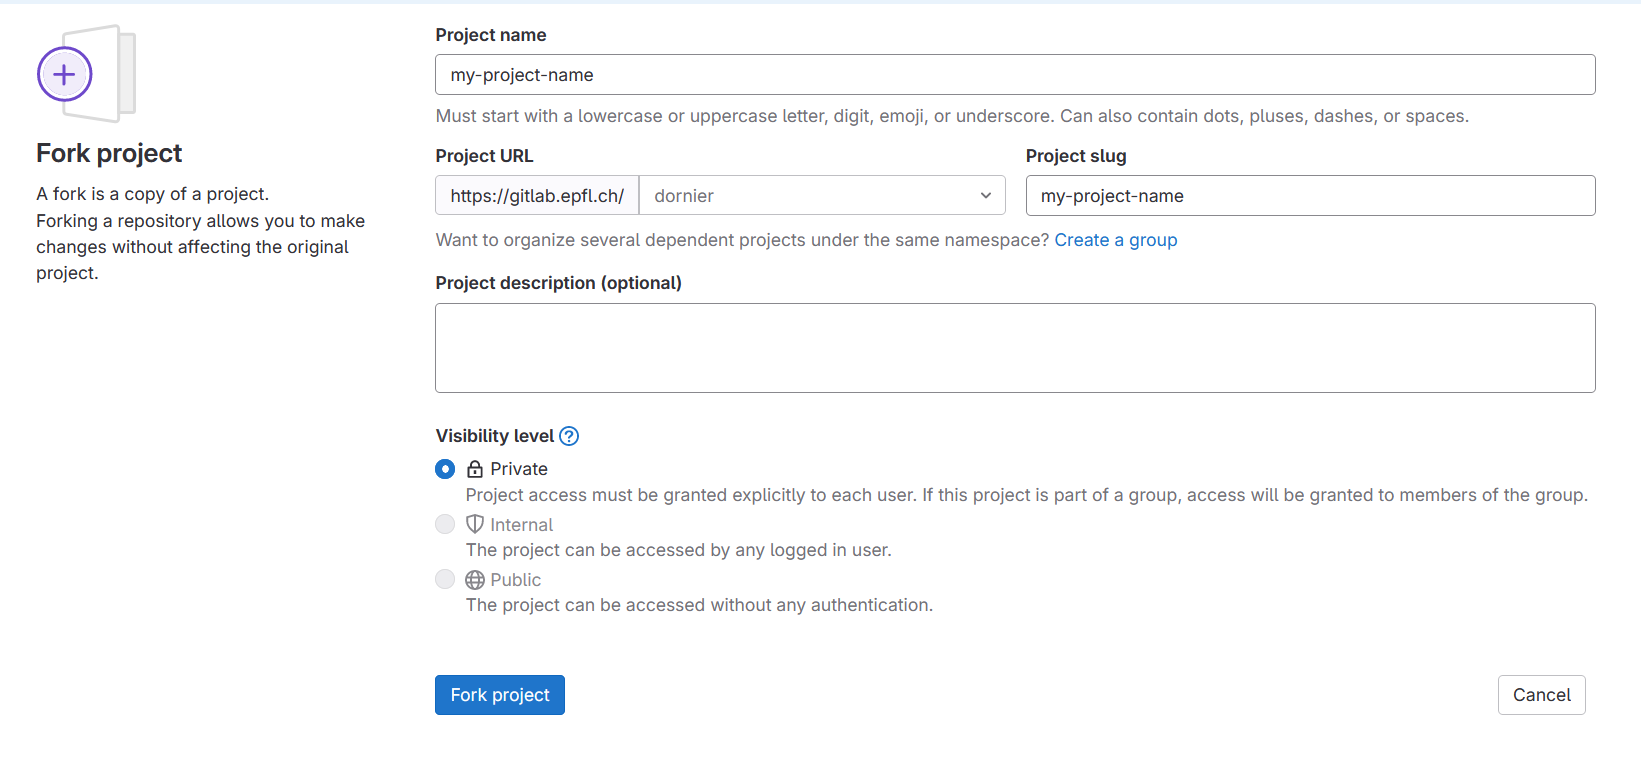 Fork project
A fork is a copy of a project.
Forking a repository allows you to make
changes without affecting the original
project.
Project name
my-project-name
Must start with a lowercase or uppercase letter, digit, emoji, or underscore. Can also contain dots, pluses, dashes, or spaces.
Project URL
https://gitlab.epfl.ch/ dornier
Project slug
my-project-name
Want to organize several dependent projects under the same namespace? Create a group
Project description (optional)
Visibility level ?
Private
Project access must be granted explicitly to each user. If this project is part of a group, access will be granted to members of the group.
Internal
The project can be accessed by any logged in user.
Public
The project can be accessed without any authentication.
Fork project
Cancel